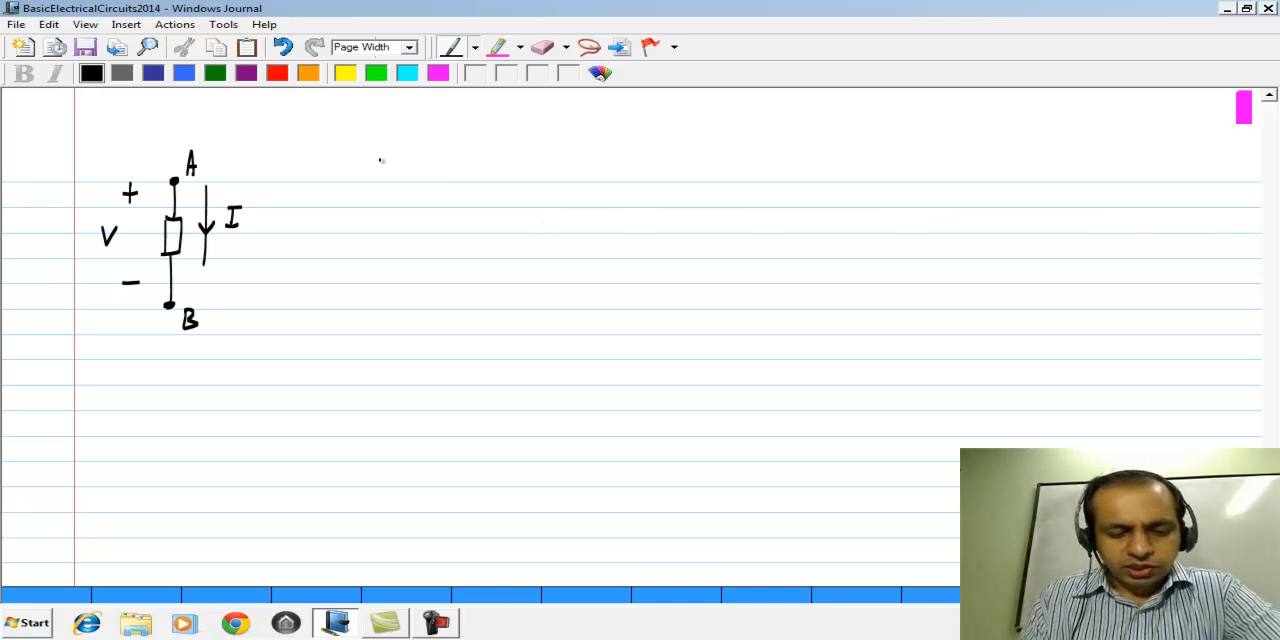 BasicElectricalCircuits2014 - Windows Journal
File Edit View Insert Actions Tools Help
Page Width
B I
A
+
I
V
−
B
Start